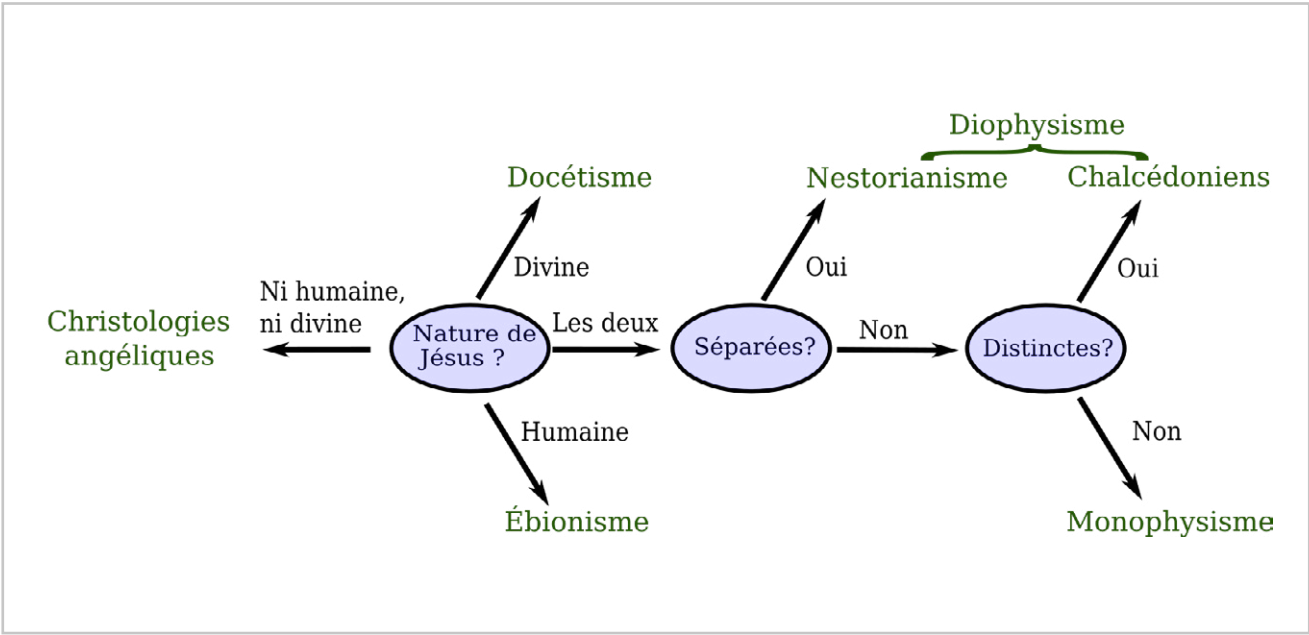 Diophysisme
Docétisme
Nestorianisme
Chalcédoniens
Divine
Oui
Oui
Ni humaine,
ni divine
Christologies
angéliques
Nature de
Jésus ?
Les deux
Séparées?
Non
Distinctes?
Humaine
Non
Ébionisme
Monophysisme